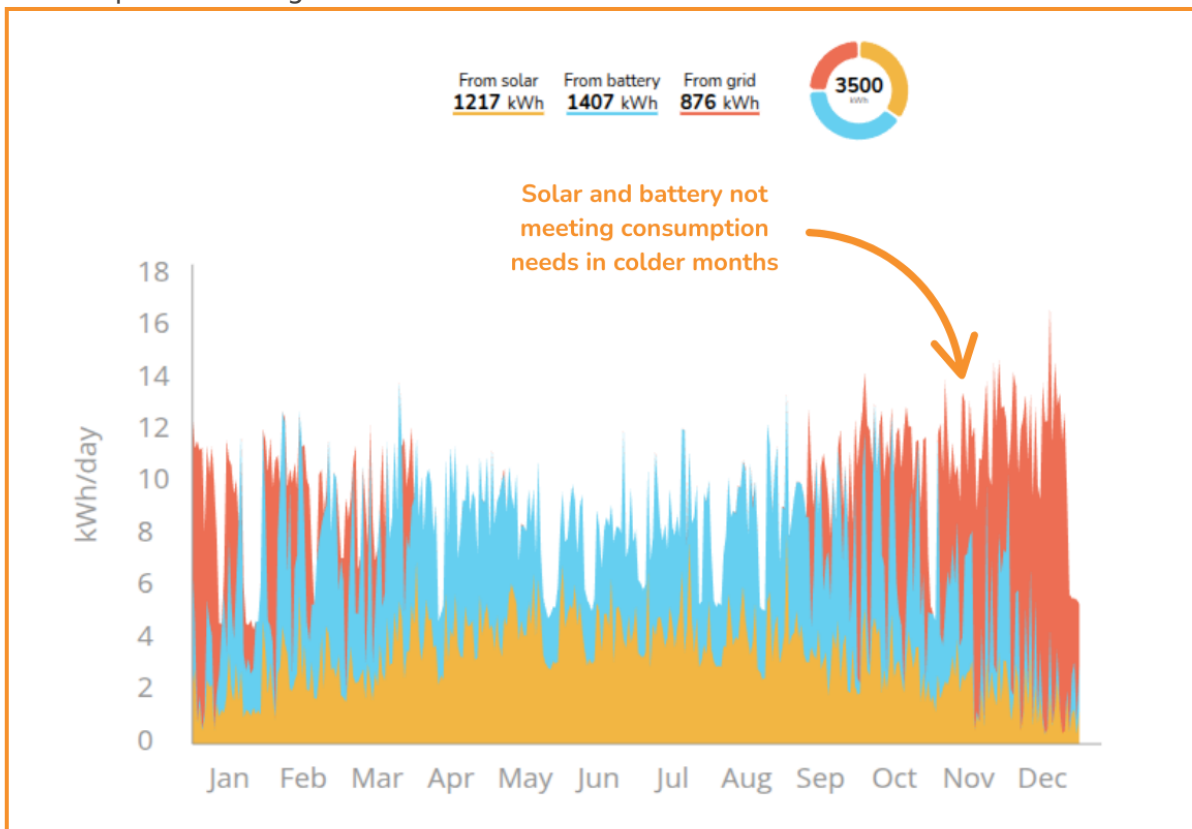 From solar From battery From grid
1217 kWh 1407 kWh 876 kWh
3500
kWh
Solar and battery not
meeting consumption
needs in colder months
18
16
14
12
10
8
6
4
2
0
kWh/day
Jan Feb Mar Apr May Jun Jul Aug Sep Oct Nov Dec